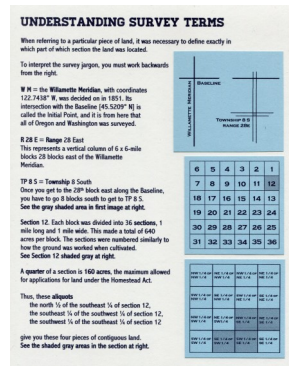 UNDERSTANDING SURVEY TERMS
When referring to a particular piece of land, it was necessary to define exactly in
which part of which section the land was located.
To interpret the survey jargon, you must work backwards
from the right.
W M = the Willamette Meridian, with coordinates
122.7438° W, was decided on in 1851. Its
intersection with the Baseline [45.5209° N] is
called the Initial Point, and it is from here that
all of Oregon and Washington was surveyed.
R 28 E = Range 28 East
This represents a vertical column of 6 x 6-mile
blocks 28 blocks east of the Willamette
Meridian.
TP 8 S = Township 8 South
Once you get to the 28th block east along the Baseline,
you have to go 8 blocks south to get to TP 8 S.
See the gray shaded area in first image at right.
Section 12. Each block was divided into 36 sections, 1
mile long and 1 mile wide. This made a total of 640
acres per block. The sections were numbered similarly to
how the ground was worked when cultivated.
See Section 12 shaded gray at right.
A quarter of a section is 160 acres, the maximum allowed
for applications for land under the Homestead Act.
Thus, these aliquots
the north ½ of the southeast ¼ of section 12,
the southeast ¼ of the southeast ¼ of section 12,
the southwest ¼ of the southeast ¼ of section 12
give you these four pieces of contiguous land.
See the shaded gray areas in the section at right.
BASELINE
WILLAMETTE MERIDIAN
TOWNSHIP 8 S
RANGE 28E
6 5 4 3 2 1
7 8 9 10 11 12
18 17 16 15 14 13
19 20 21 22 23 24
30 29 28 27 26 25
31 32 33 34 35 36